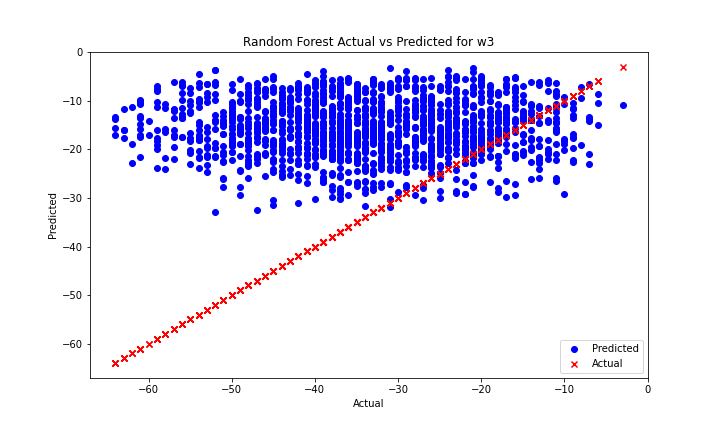 Random Forest Actual vs Predicted for w3
0
−10
−20
−30
−40
−50
−60
Predicted
−60 −50 −40 −30 −20 −10 0
Actual
Predicted
Actual